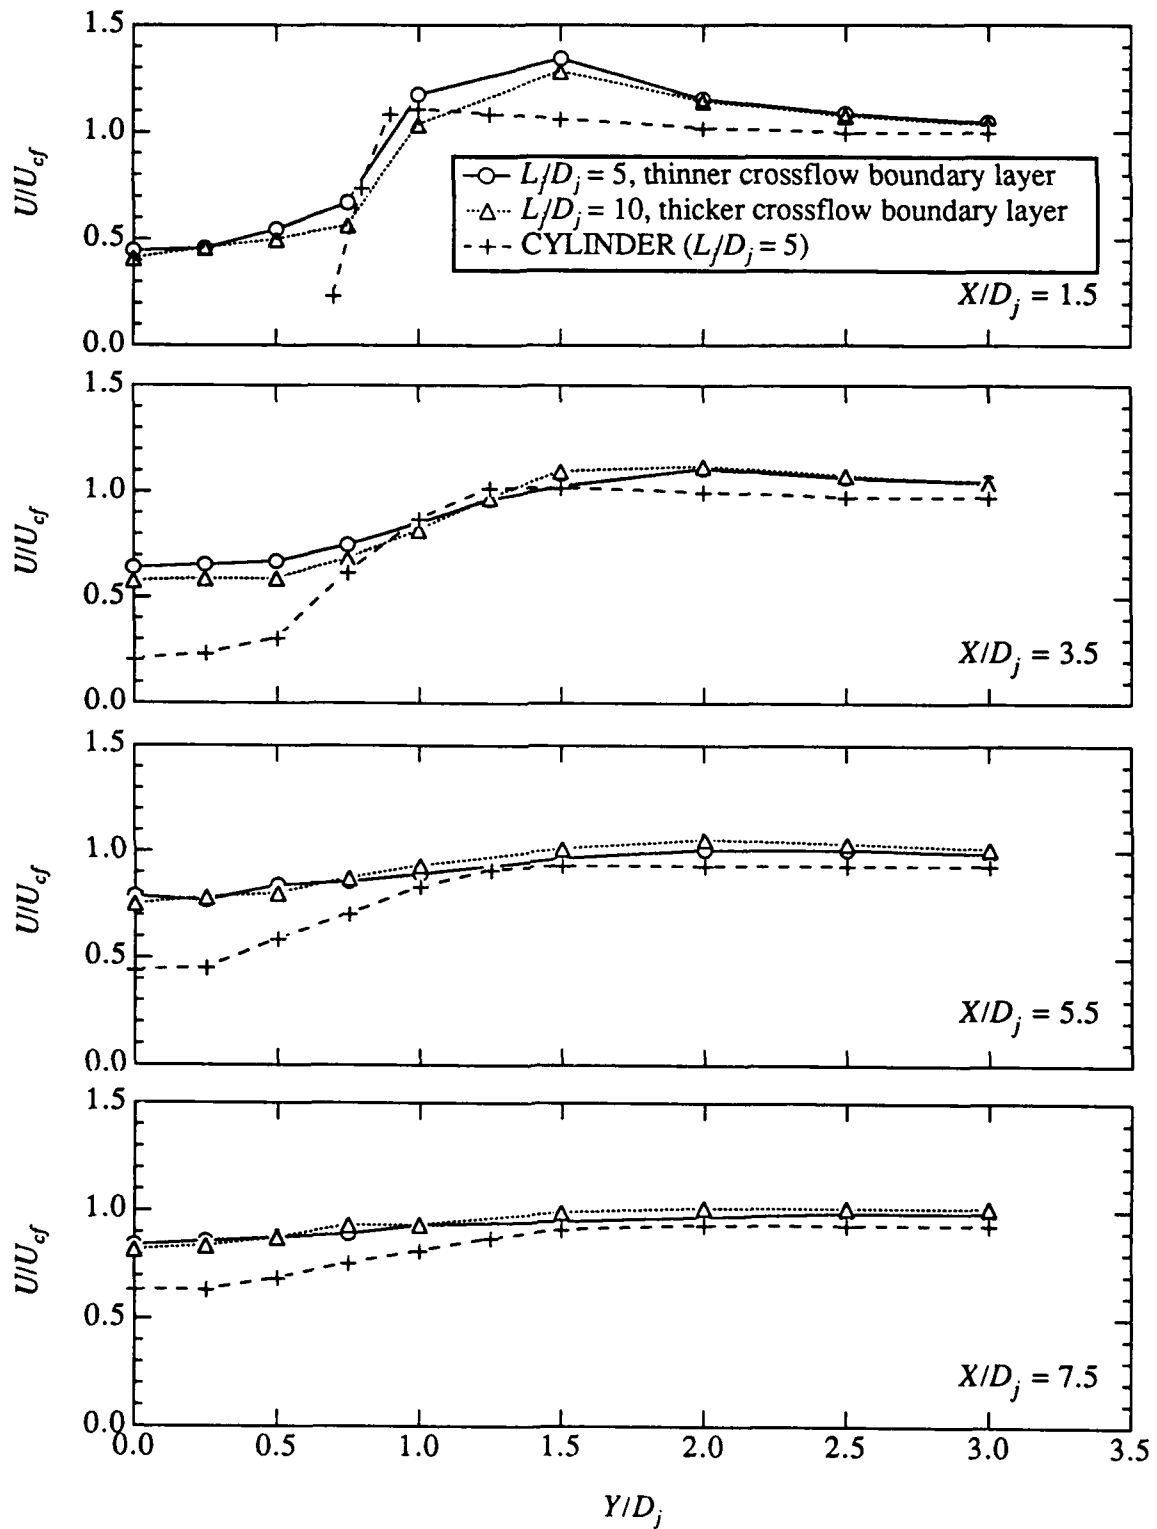 1.5
1.0
0.5
0.0
U/U_cf
L_j/D_j = 5, thinner crossflow boundary layer
L_j/D_j = 10, thicker crossflow boundary layer
CYLINDER (L_j/D_j = 5)
X/D_j = 1.5
1.5
1.0
0.5
0.0
U/U_cf
X/D_j = 3.5
1.5
1.0
0.5
0.0
U/U_cf
X/D_j = 5.5
1.5
1.0
0.5
0.0
U/U_cf
X/D_j = 7.5
0.0 0.5 1.0 1.5 2.0 2.5 3.0 3.5
Y/D_j